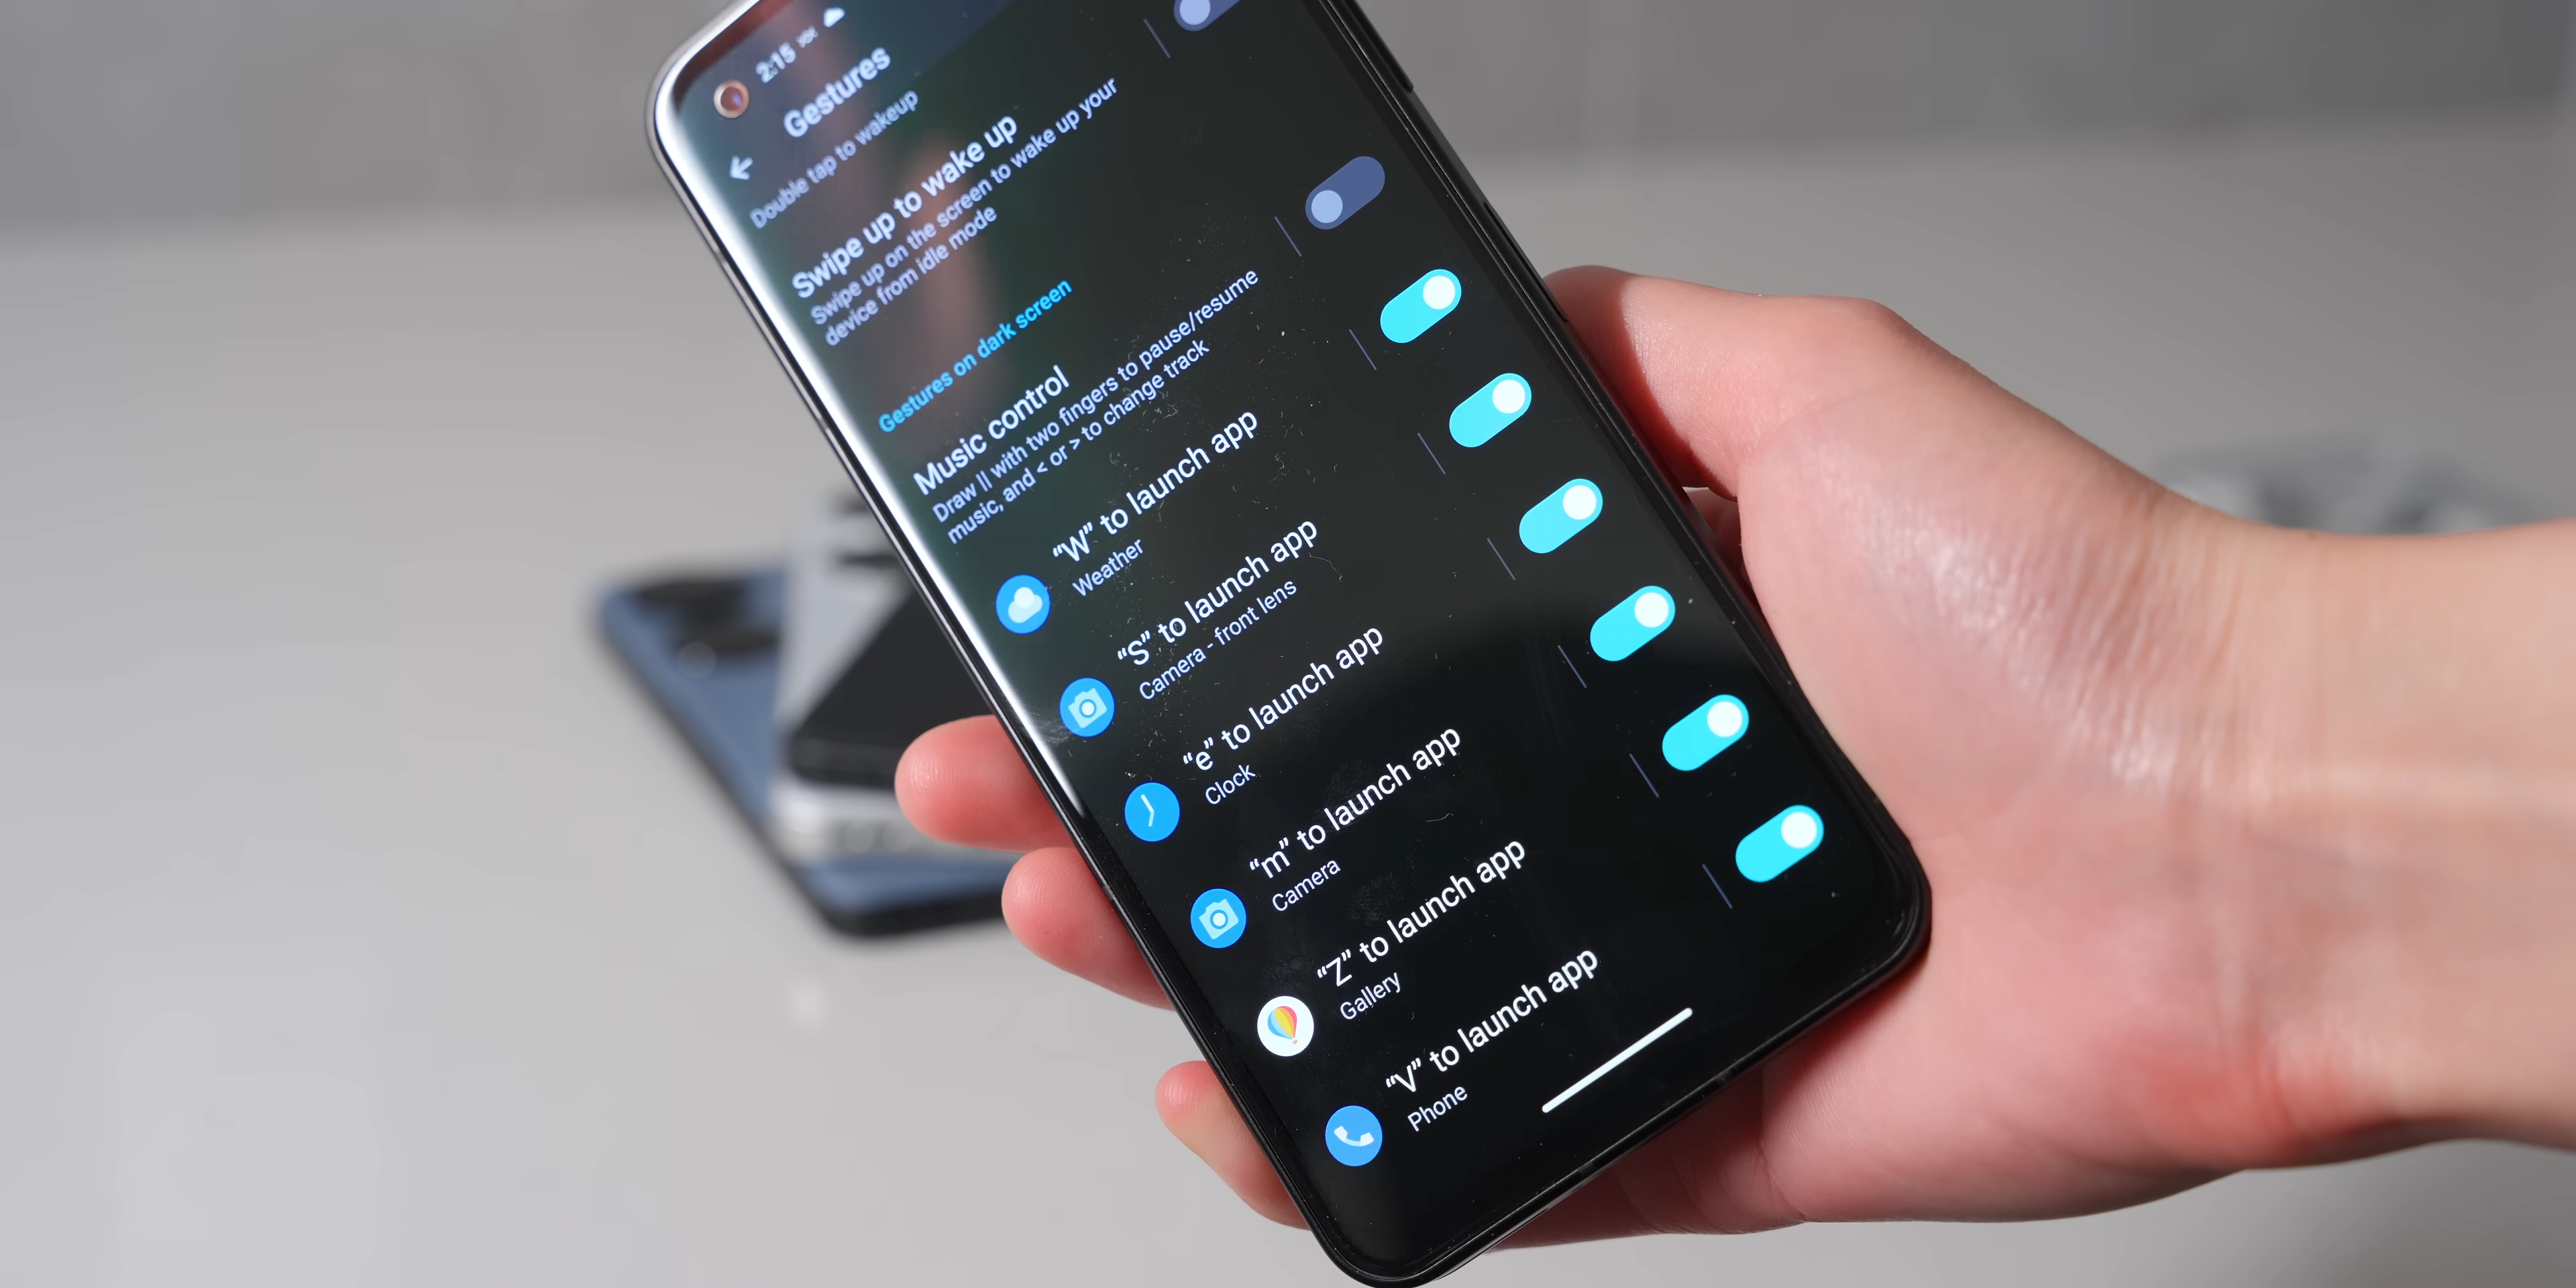 2:15
Gestures
Double tap to wakeup
Swipe up to wake up
Swipe up on the screen to wake up your
device from idle mode
Gestures on dark screen
Music control
Draw || with two fingers to pause/resume
music, and < or > to change track
“W” to launch app
Weather
“S” to launch app
Camera - front lens
“e” to launch app
Clock
“m” to launch app
Camera
“Z” to launch app
Gallery
“V” to launch app
Phone